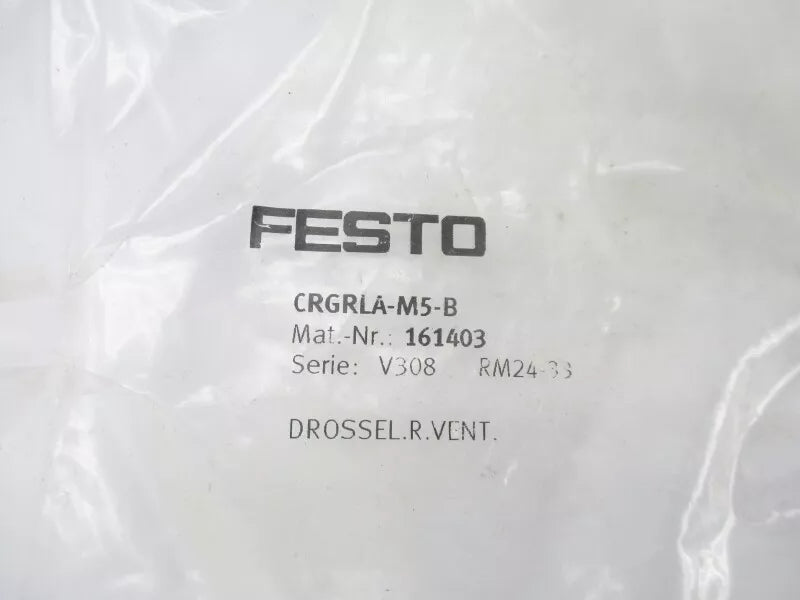 FESTO
CRGRLA-M5-B
Mat.-Nr.: 161403
Serie: V308 RM24-33
DROSSEL.R.VENT.